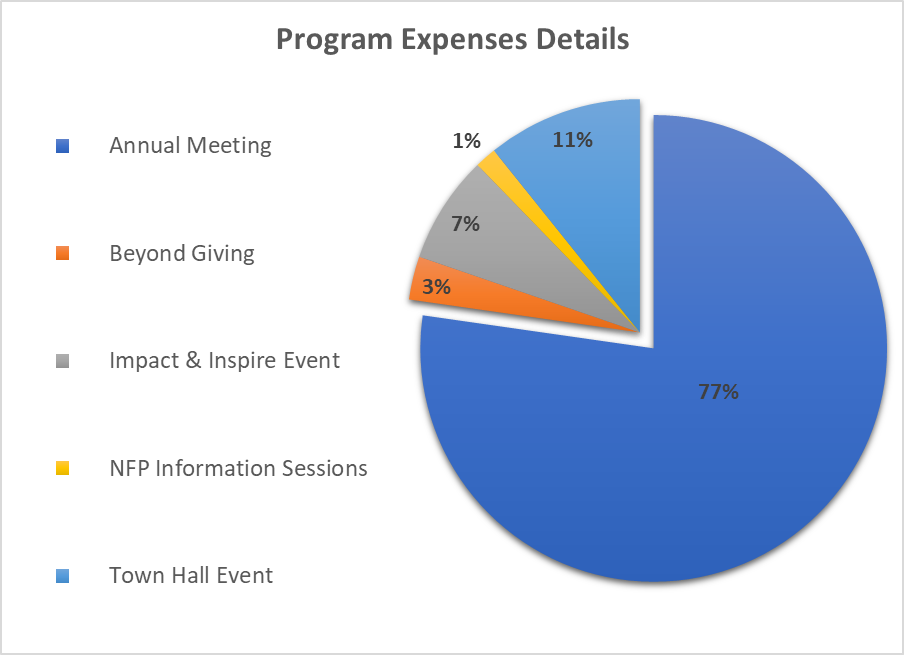 Program Expenses Details
Annual Meeting
Beyond Giving
Impact & Inspire Event
NFP Information Sessions
Town Hall Event
1%
11%
7%
3%
77%